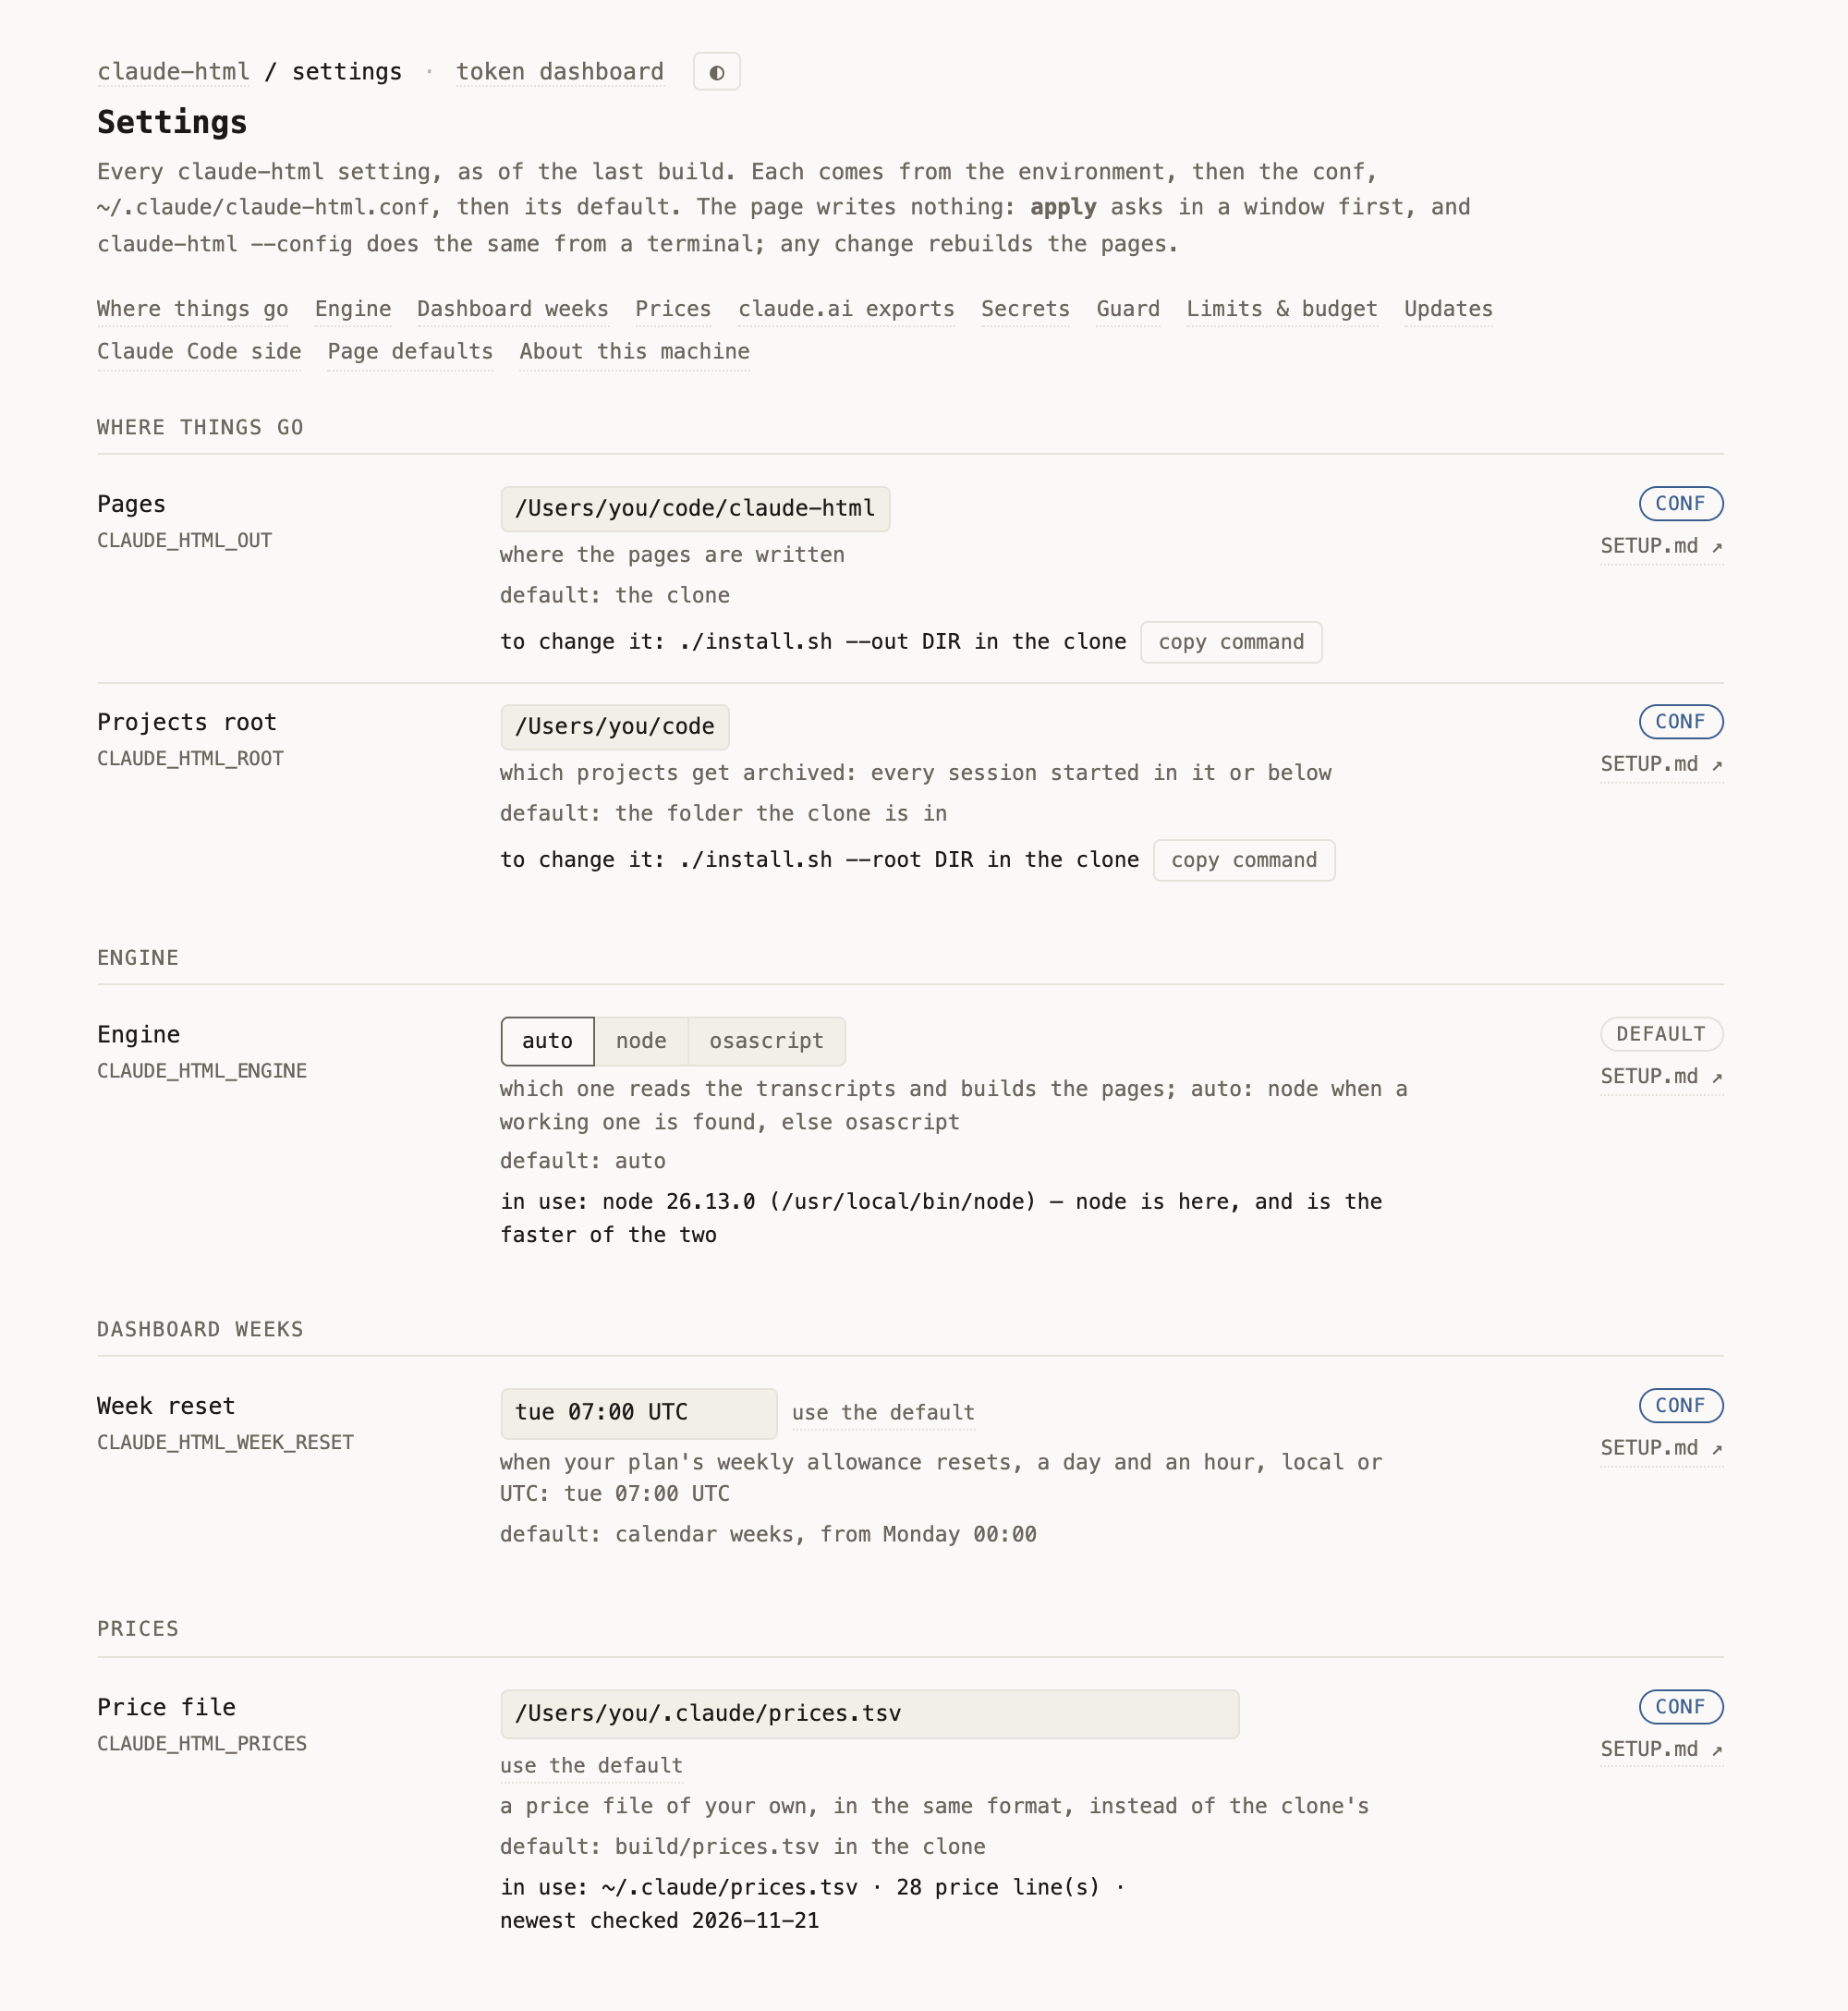 claude-html / settings · token dashboard ◐
Settings
Every claude-html setting, as of the last build. Each comes from the environment, then the conf,
~/.claude/claude-html.conf, then its default. The page writes nothing: apply asks in a window first, and
claude-html --config does the same from a terminal; any change rebuilds the pages.
Where things go Engine Dashboard weeks Prices claude.ai exports Secrets Guard Limits & budget Updates
Claude Code side Page defaults About this machine
WHERE THINGS GO
Pages
CLAUDE_HTML_OUT
/Users/you/code/claude-html
where the pages are written
default: the clone
to change it: ./install.sh --out DIR in the clone copy command
CONF
SETUP.md ↗
Projects root
CLAUDE_HTML_ROOT
/Users/you/code
which projects get archived: every session started in it or below
default: the folder the clone is in
to change it: ./install.sh --root DIR in the clone copy command
CONF
SETUP.md ↗
ENGINE
Engine
CLAUDE_HTML_ENGINE
auto node osascript
which one reads the transcripts and builds the pages; auto: node when a
working one is found, else osascript
default: auto
in use: node 26.13.0 (/usr/local/bin/node) — node is here, and is the
faster of the two
DEFAULT
SETUP.md ↗
DASHBOARD WEEKS
Week reset
CLAUDE_HTML_WEEK_RESET
tue 07:00 UTC use the default
when your plan's weekly allowance resets, a day and an hour, local or
UTC: tue 07:00 UTC
default: calendar weeks, from Monday 00:00
CONF
SETUP.md ↗
PRICES
Price file
CLAUDE_HTML_PRICES
/Users/you/.claude/prices.tsv
use the default
a price file of your own, in the same format, instead of the clone's
default: build/prices.tsv in the clone
in use: ~/.claude/prices.tsv · 28 price line(s) ·
newest checked 2026-11-21
CONF
SETUP.md ↗